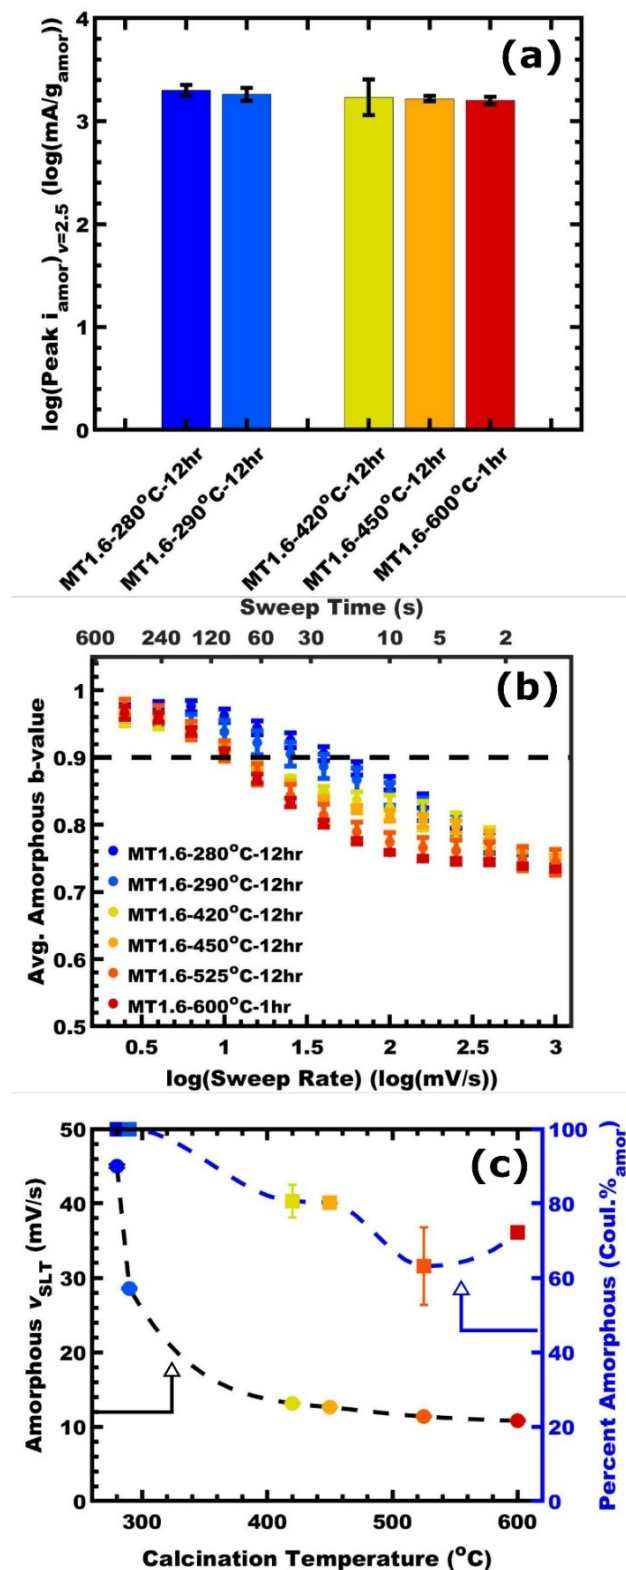 (a)
log(Peak i_amor)_v=2.5 (log(mA/g_amor))
4
3
2
1
0
MT1.6-280°C-12hr
MT1.6-290°C-12hr
MT1.6-420°C-12hr
MT1.6-450°C-12hr
MT1.6-600°C-1hr
Sweep Time (s)
600 240 120 60 30 10 5 2
(b)
Avg. Amorphous b-value
1
0.9
0.8
0.7
0.6
0.5
MT1.6-280°C-12hr
MT1.6-290°C-12hr
MT1.6-420°C-12hr
MT1.6-450°C-12hr
MT1.6-525°C-12hr
MT1.6-600°C-1hr
0.5 1.0 1.5 2.0 2.5 3.0
log(Sweep Rate) (log(mV/s))
(c)
Amorphous v_SLT (mV/s)
50
40
30
20
10
0
100
80
60
40
20
0
Percent Amorphous (Coul.%_amor)
300 400 500 600
Calcination Temperature (°C)